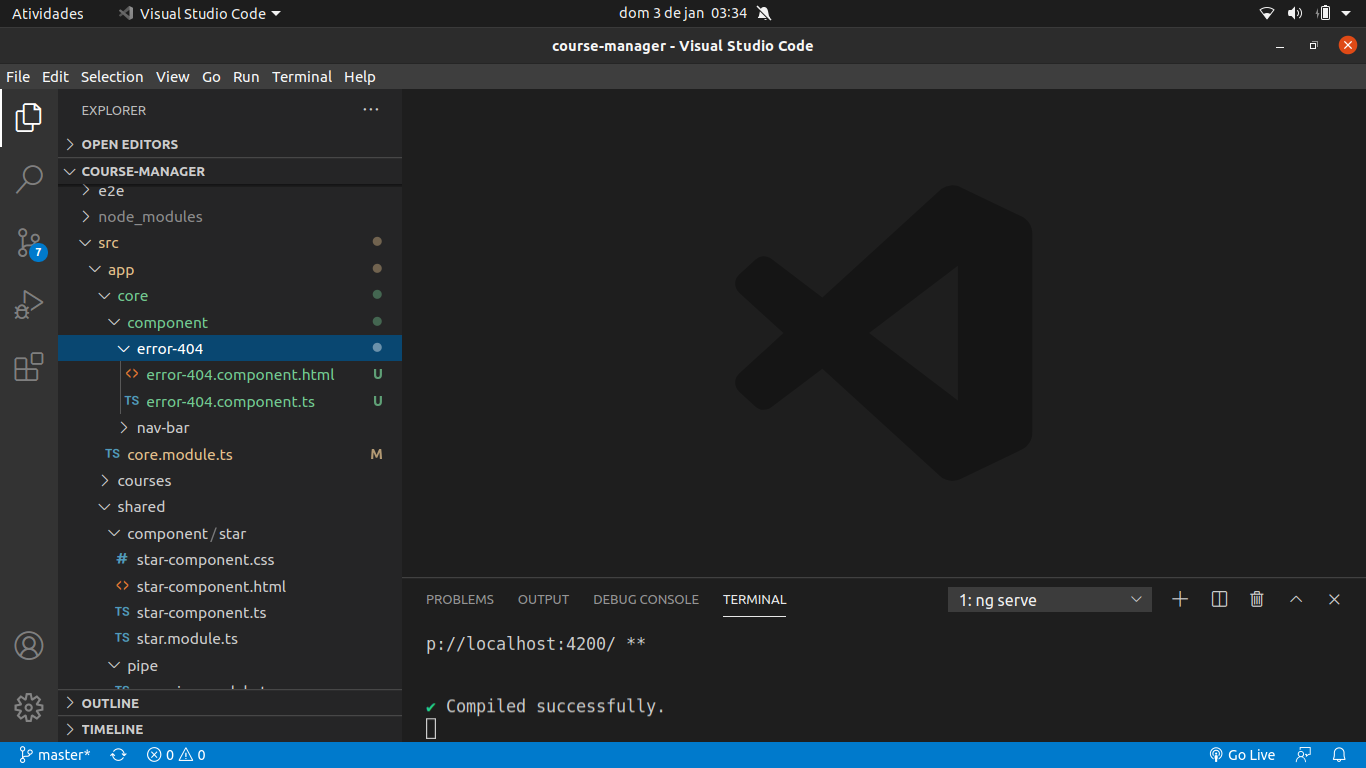 Atividades Visual Studio Code dom 3 de jan 03:34
course-manager - Visual Studio Code
File Edit Selection View Go Run Terminal Help
EXPLORER ···
OPEN EDITORS
COURSE-MANAGER
e2e
node_modules
src
app
core
component
error-404
<> error-404.component.html U
TS error-404.component.ts U
nav-bar
TS core.module.ts M
courses
shared
component / star
# star-component.css
<> star-component.html
TS star-component.ts
TS star.module.ts
pipe
TS
OUTLINE
TIMELINE
7
PROBLEMS OUTPUT DEBUG CONSOLE TERMINAL 1: ng serve
p://localhost:4200/ **
✔ Compiled successfully.
master* 0 0 Go Live